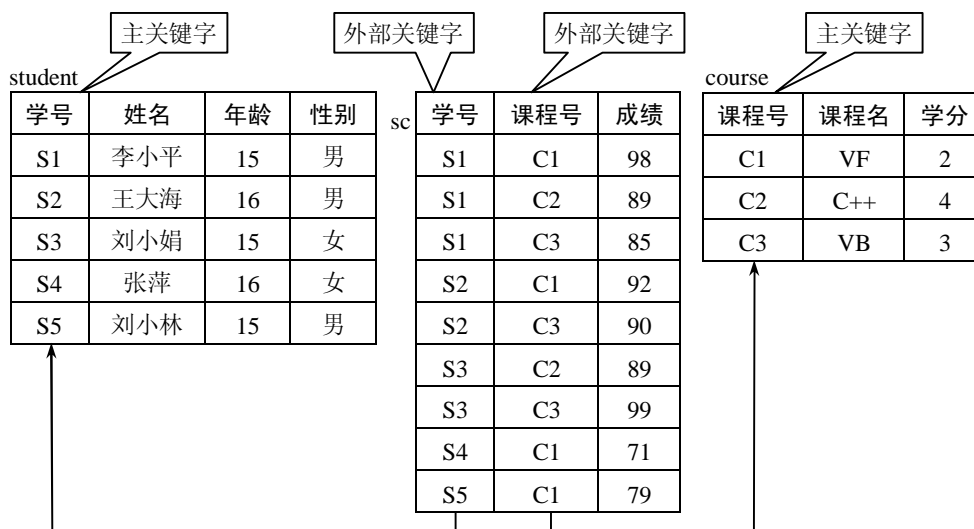 主关键字 外部关键字 外部关键字 主关键字
student
学号 姓名 年龄 性别
S1 李小平 15 男
S2 王大海 16 男
S3 刘小娟 15 女
S4 张萍 16 女
S5 刘小林 15 男
sc
学号 课程号 成绩
S1 C1 98
S1 C2 89
S1 C3 85
S2 C1 92
S2 C3 90
S3 C2 89
S3 C3 99
S4 C1 71
S5 C1 79
course
课程号 课程名 学分
C1 VF 2
C2 C++ 4
C3 VB 3